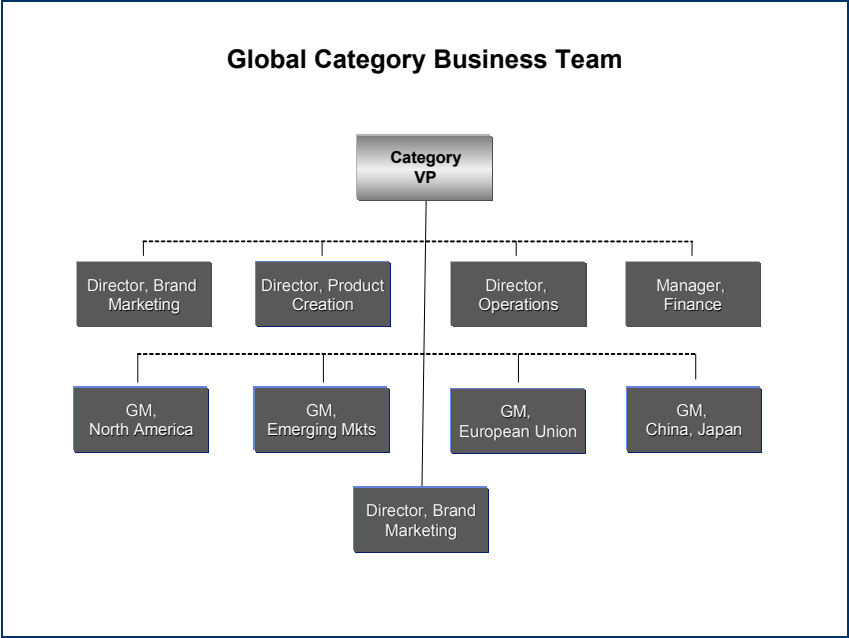 Global Category Business Team
Category
VP
Director, Brand
Marketing
Director, Product
Creation
Director,
Operations
Manager,
Finance
GM,
North America
GM,
Emerging Mkts
GM,
European Union
GM,
China, Japan
Director, Brand
Marketing